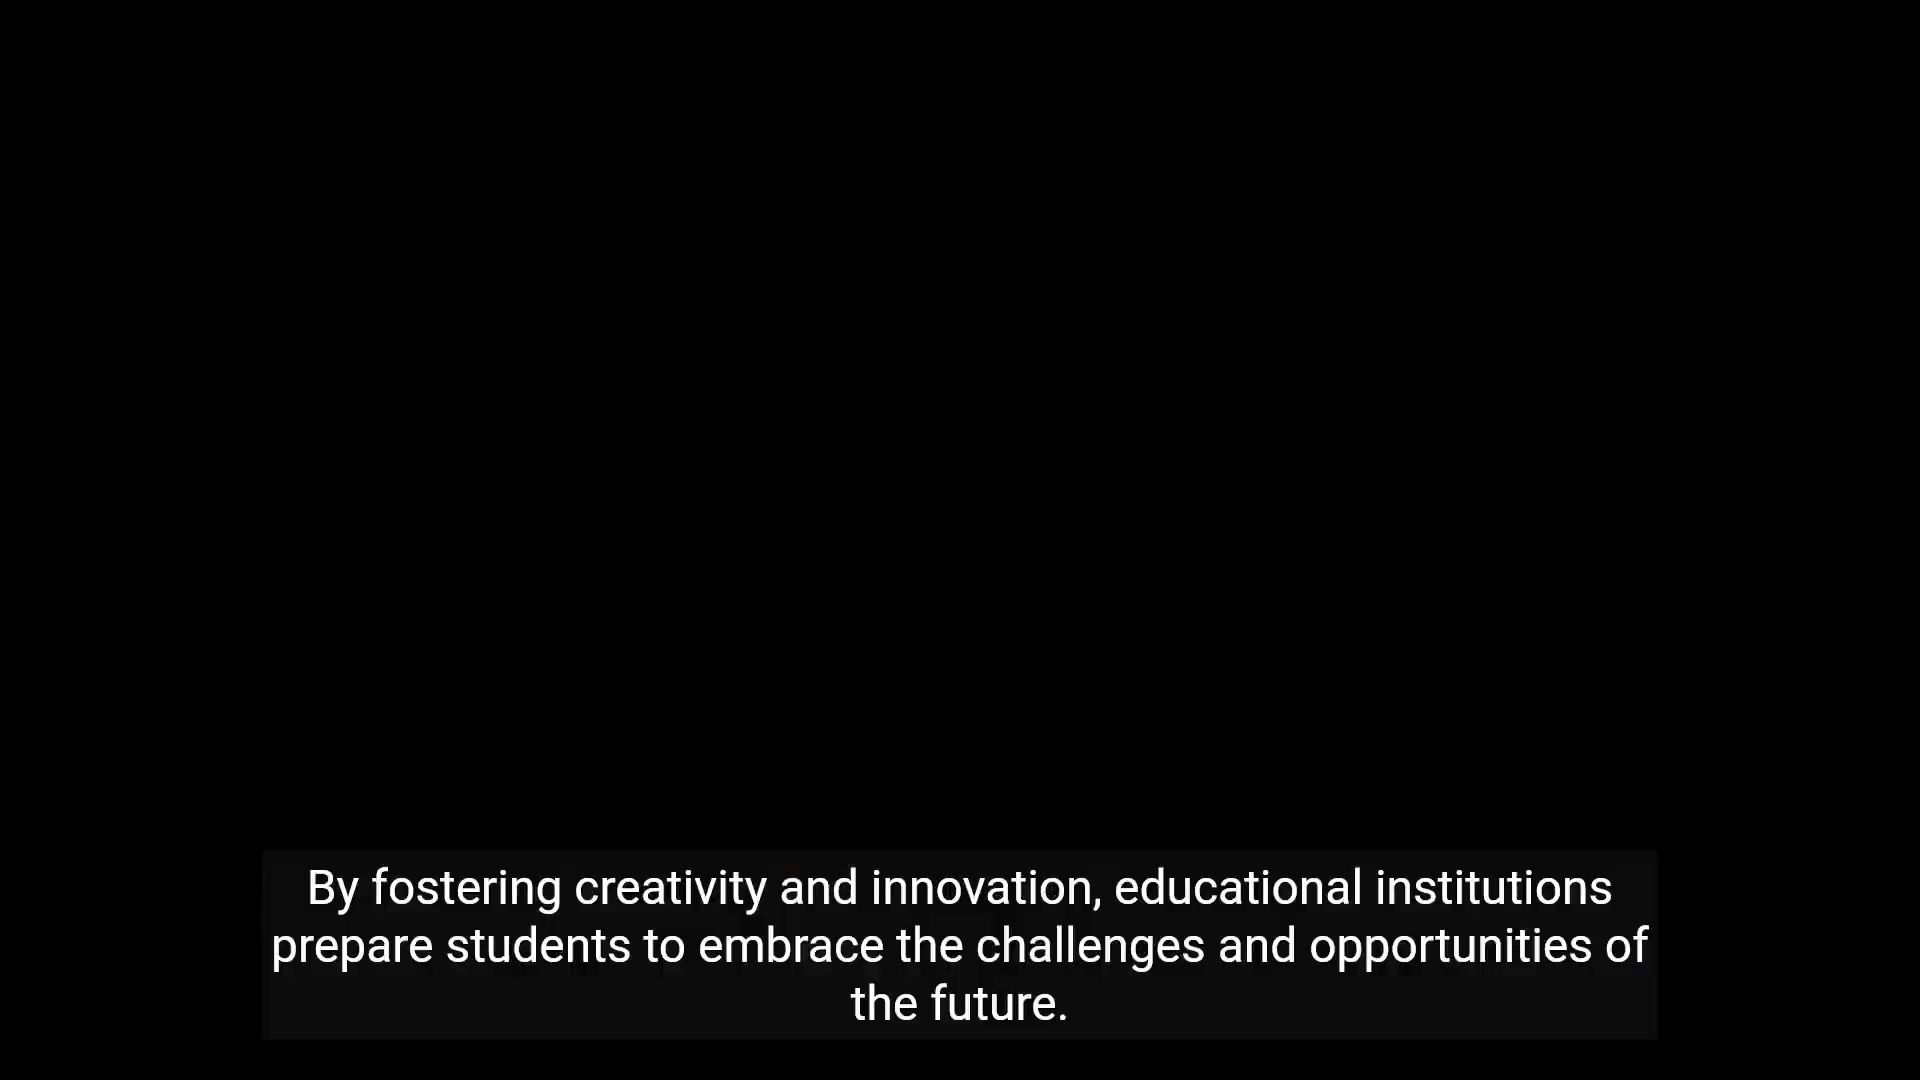 By fostering creativity and innovation, educational institutions
prepare students to embrace the challenges and opportunities of
the future.